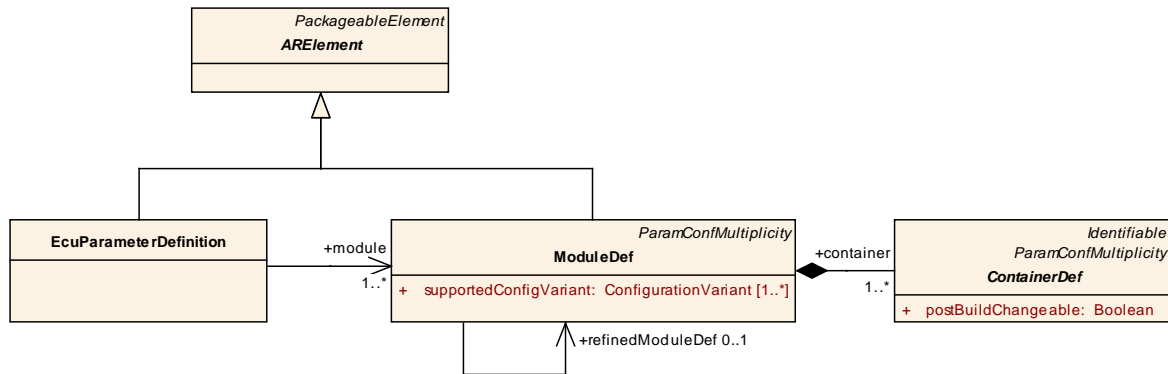 PackageableElement
ARElement
EcuParameterDefinition
+module
1..*
ParamConfMultiplicity
ModuleDef
+ supportedConfigVariant: ConfigurationVariant [1..*]
+refinedModuleDef 0..1
+container
1..*
Identifiable
ParamConfMultiplicity
ContainerDef
+ postBuildChangeable: Boolean